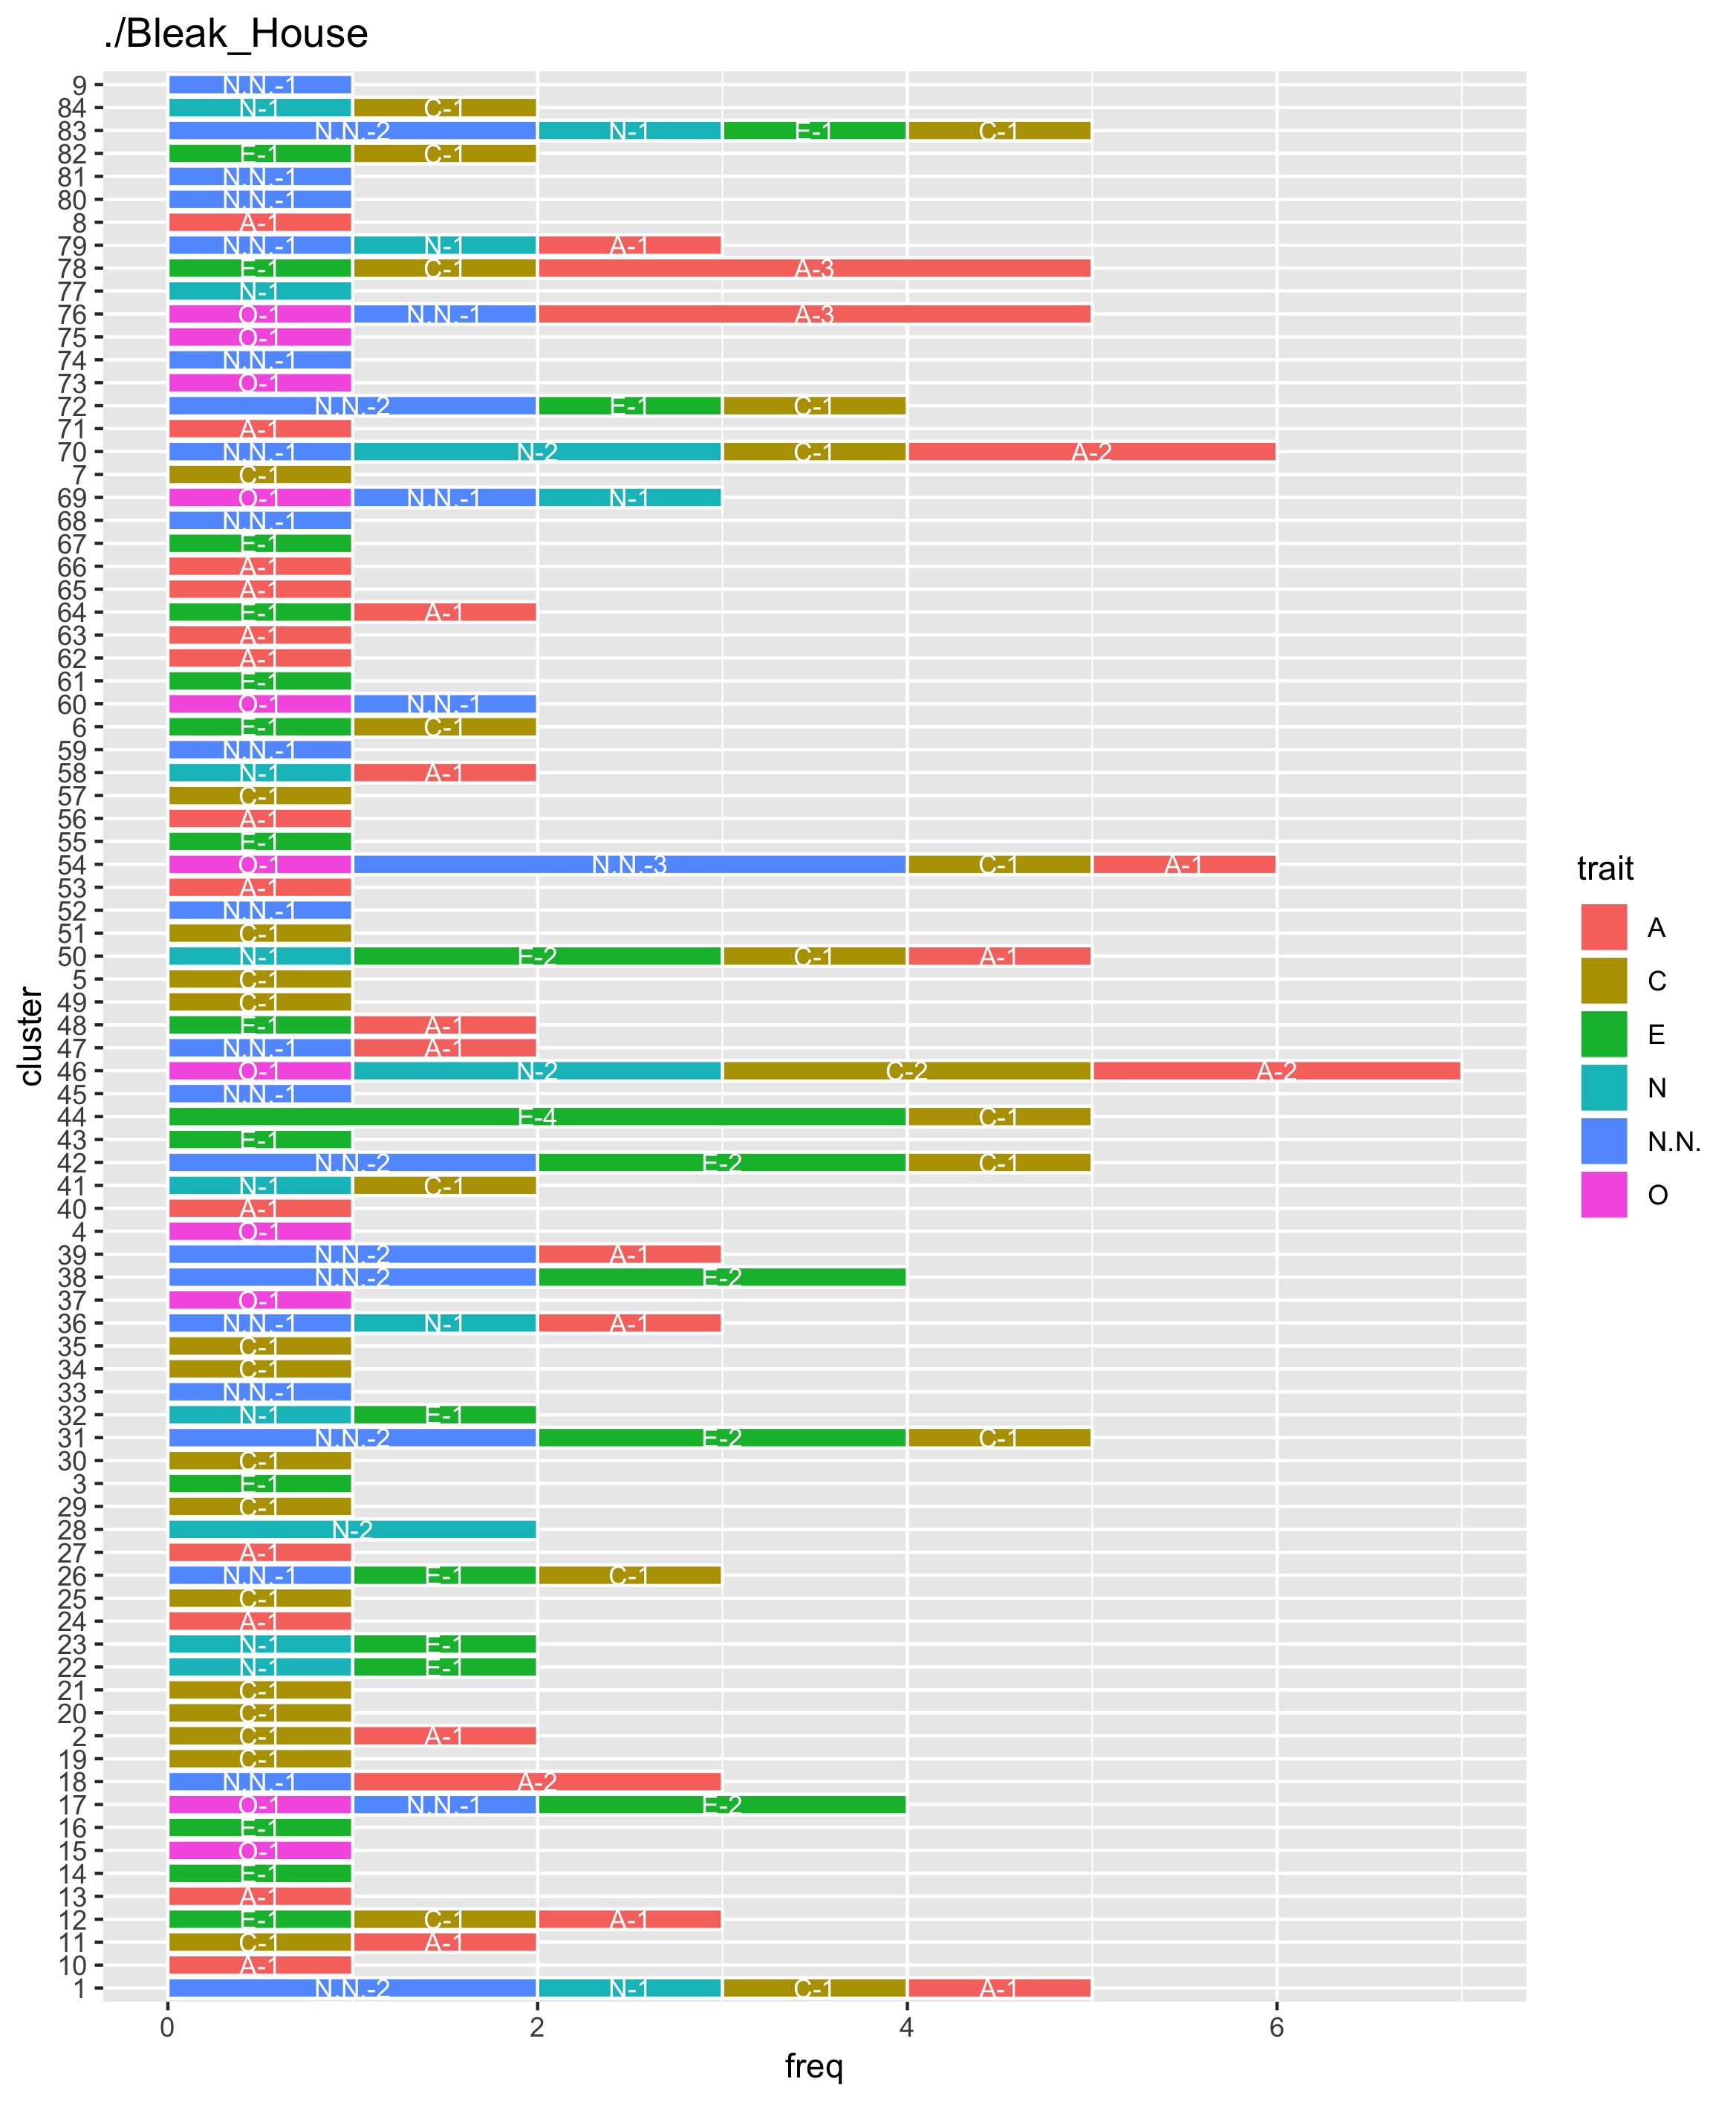 ./Bleak_House
9 N.N.-1
84 N-1 C-1
83 N.N.-2 N-1 E-1 C-1
82 E-1 C-1
81 N.N.-1
80 N.N.-1
8 A-1
79 N.N.-1 N-1 A-1
78 E-1 C-1 A-3
77 N-1
76 O-1 N.N.-1 A-3
75 O-1
74 N.N.-1
73 O-1
72 N.N.-2 E-1 C-1
71 A-1
70 N.N.-1 N-2 C-1 A-2
7 C-1
69 O-1 N.N.-1 N-1
68 N.N.-1
67 E-1
66 A-1
65 A-1
64 E-1 A-1
63 A-1
62 A-1
61 E-1
60 O-1 N.N.-1
6 E-1 C-1
59 N.N.-1
58 N-1 A-1
57 C-1
56 A-1
55 E-1
54 O-1 N.N.-3 C-1 A-1
53 A-1
52 N.N.-1
51 C-1
50 N-1 E-2 C-1 A-1
5 C-1
49 C-1
48 E-1 A-1
47 N.N.-1 A-1
46 O-1 N-2 C-2 A-2
45 N.N.-1
44 E-4 C-1
43 E-1
42 N.N.-2 E-2 C-1
41 N-1 C-1
40 A-1
4 O-1
39 N.N.-2 A-1
38 N.N.-2 E-2
37 O-1
36 N.N.-1 N-1 A-1
35 C-1
34 C-1
33 N.N.-1
32 N-1 E-1
31 N.N.-2 E-2 C-1
30 C-1
3 E-1
29 C-1
28 N-2
27 A-1
26 N.N.-1 E-1 C-1
25 C-1
24 A-1
23 N-1 E-1
22 N-1 E-1
21 C-1
20 C-1
2 C-1 A-1
19 C-1
18 N.N.-1 A-2
17 O-1 N.N.-1 E-2
16 E-1
15 O-1
14 E-1
13 A-1
12 E-1 C-1 A-1
11 C-1 A-1
10 A-1
1 N.N.-2 N-1 C-1 A-1
0 2 4 6
freq
cluster
trait
A
C
E
N
N.N.
O